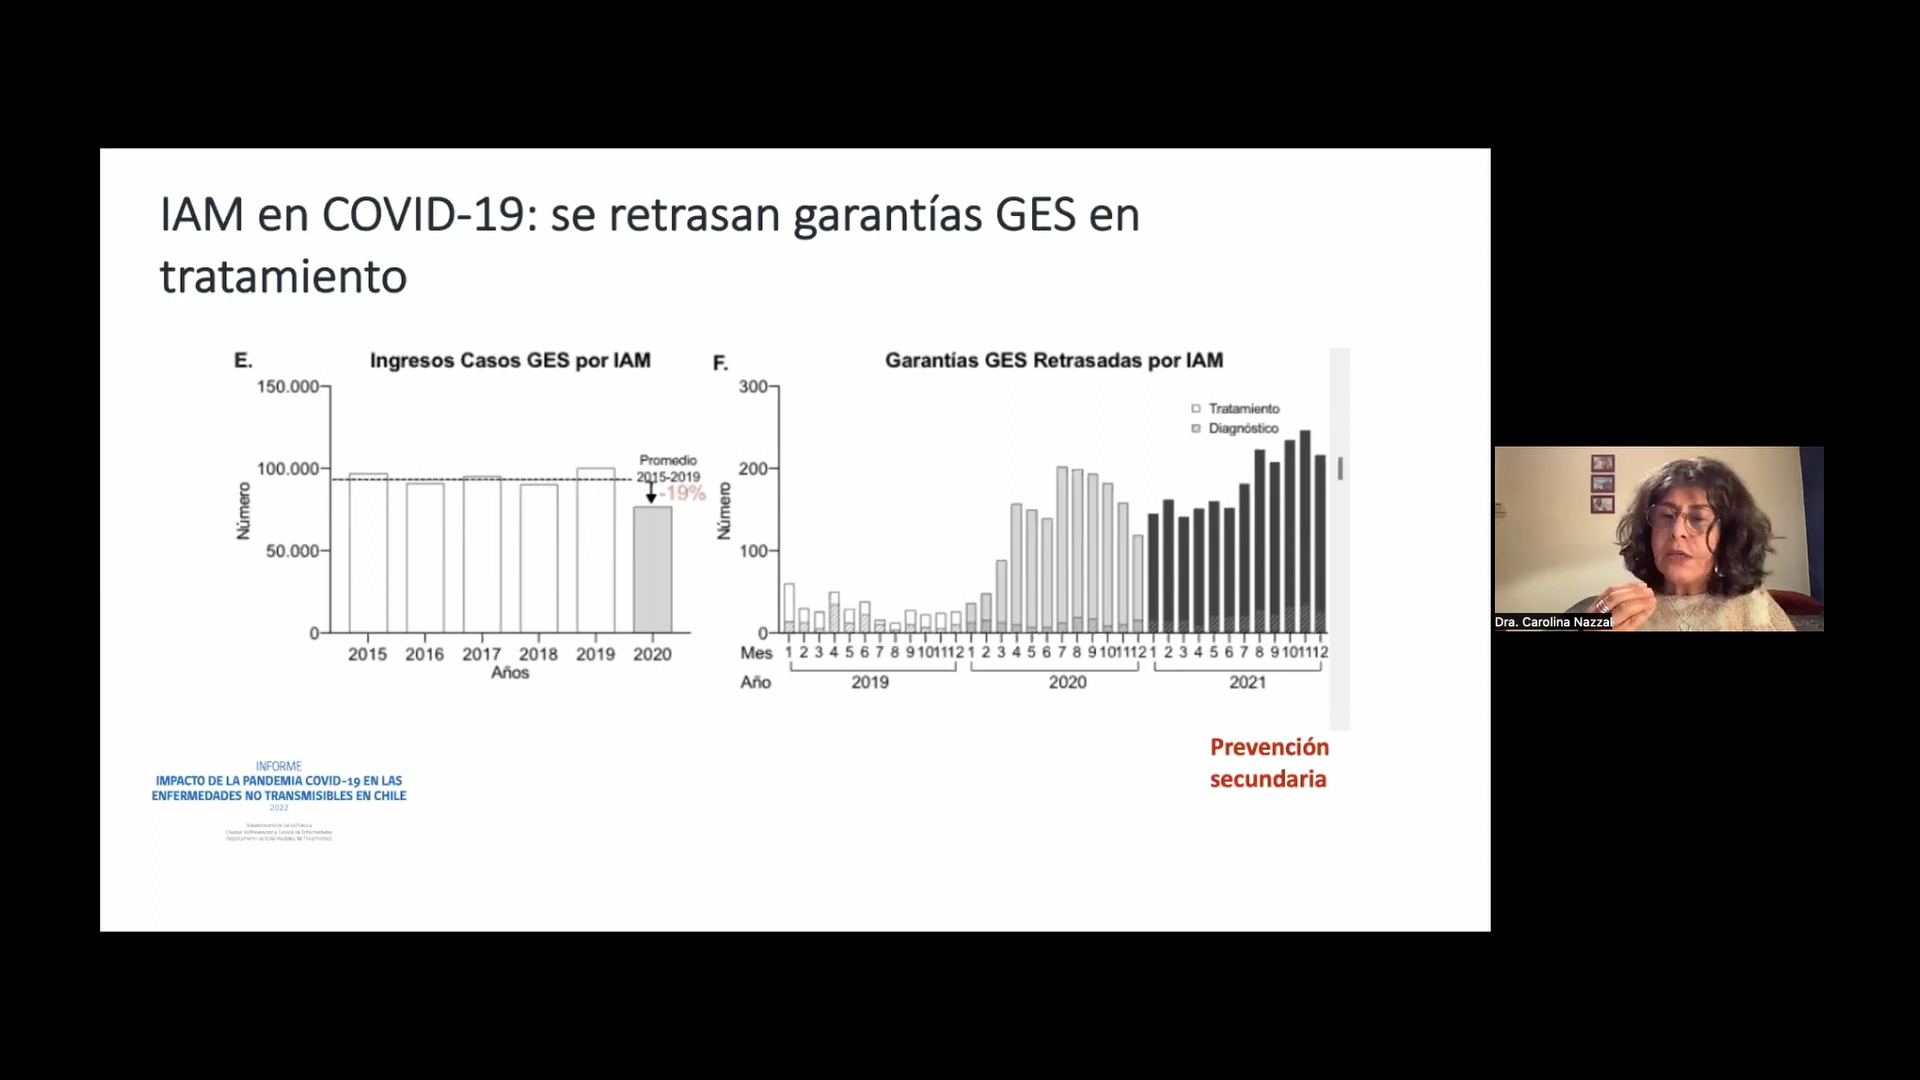 IAM en COVID-19: se retrasan garantías GES en
tratamiento
E.
Ingresos Casos GES por IAM
150.000
100.000
50.000
0
Número
Promedio
2015-2019
-19%
2015 2016 2017 2018 2019 2020
Años
F.
Garantías GES Retrasadas por IAM
300
200
100
0
Número
Tratamiento
Diagnóstico
Mes 1 2 3 4 5 6 7 8 9 10 11 12 1 2 3 4 5 6 7 8 9 10 11 12 1 2 3 4 5 6 7 8 9 10 11 12
Año 2019 2020 2021
Prevención
secundaria
INFORME
IMPACTO DE LA PANDEMIA COVID-19 EN LAS
ENFERMEDADES NO TRANSMISIBLES EN CHILE
2022
Dra. Carolina Nazzal